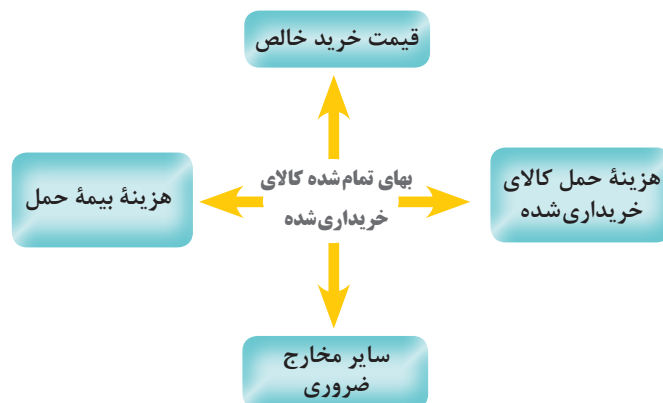 قیمت خرید خالص
هزینهٔ حمل کالای
خریداری‌شده
بهای تمام‌شده کالای
خریداری‌شده
هزینهٔ بیمهٔ حمل
سایر مخارج
ضروری